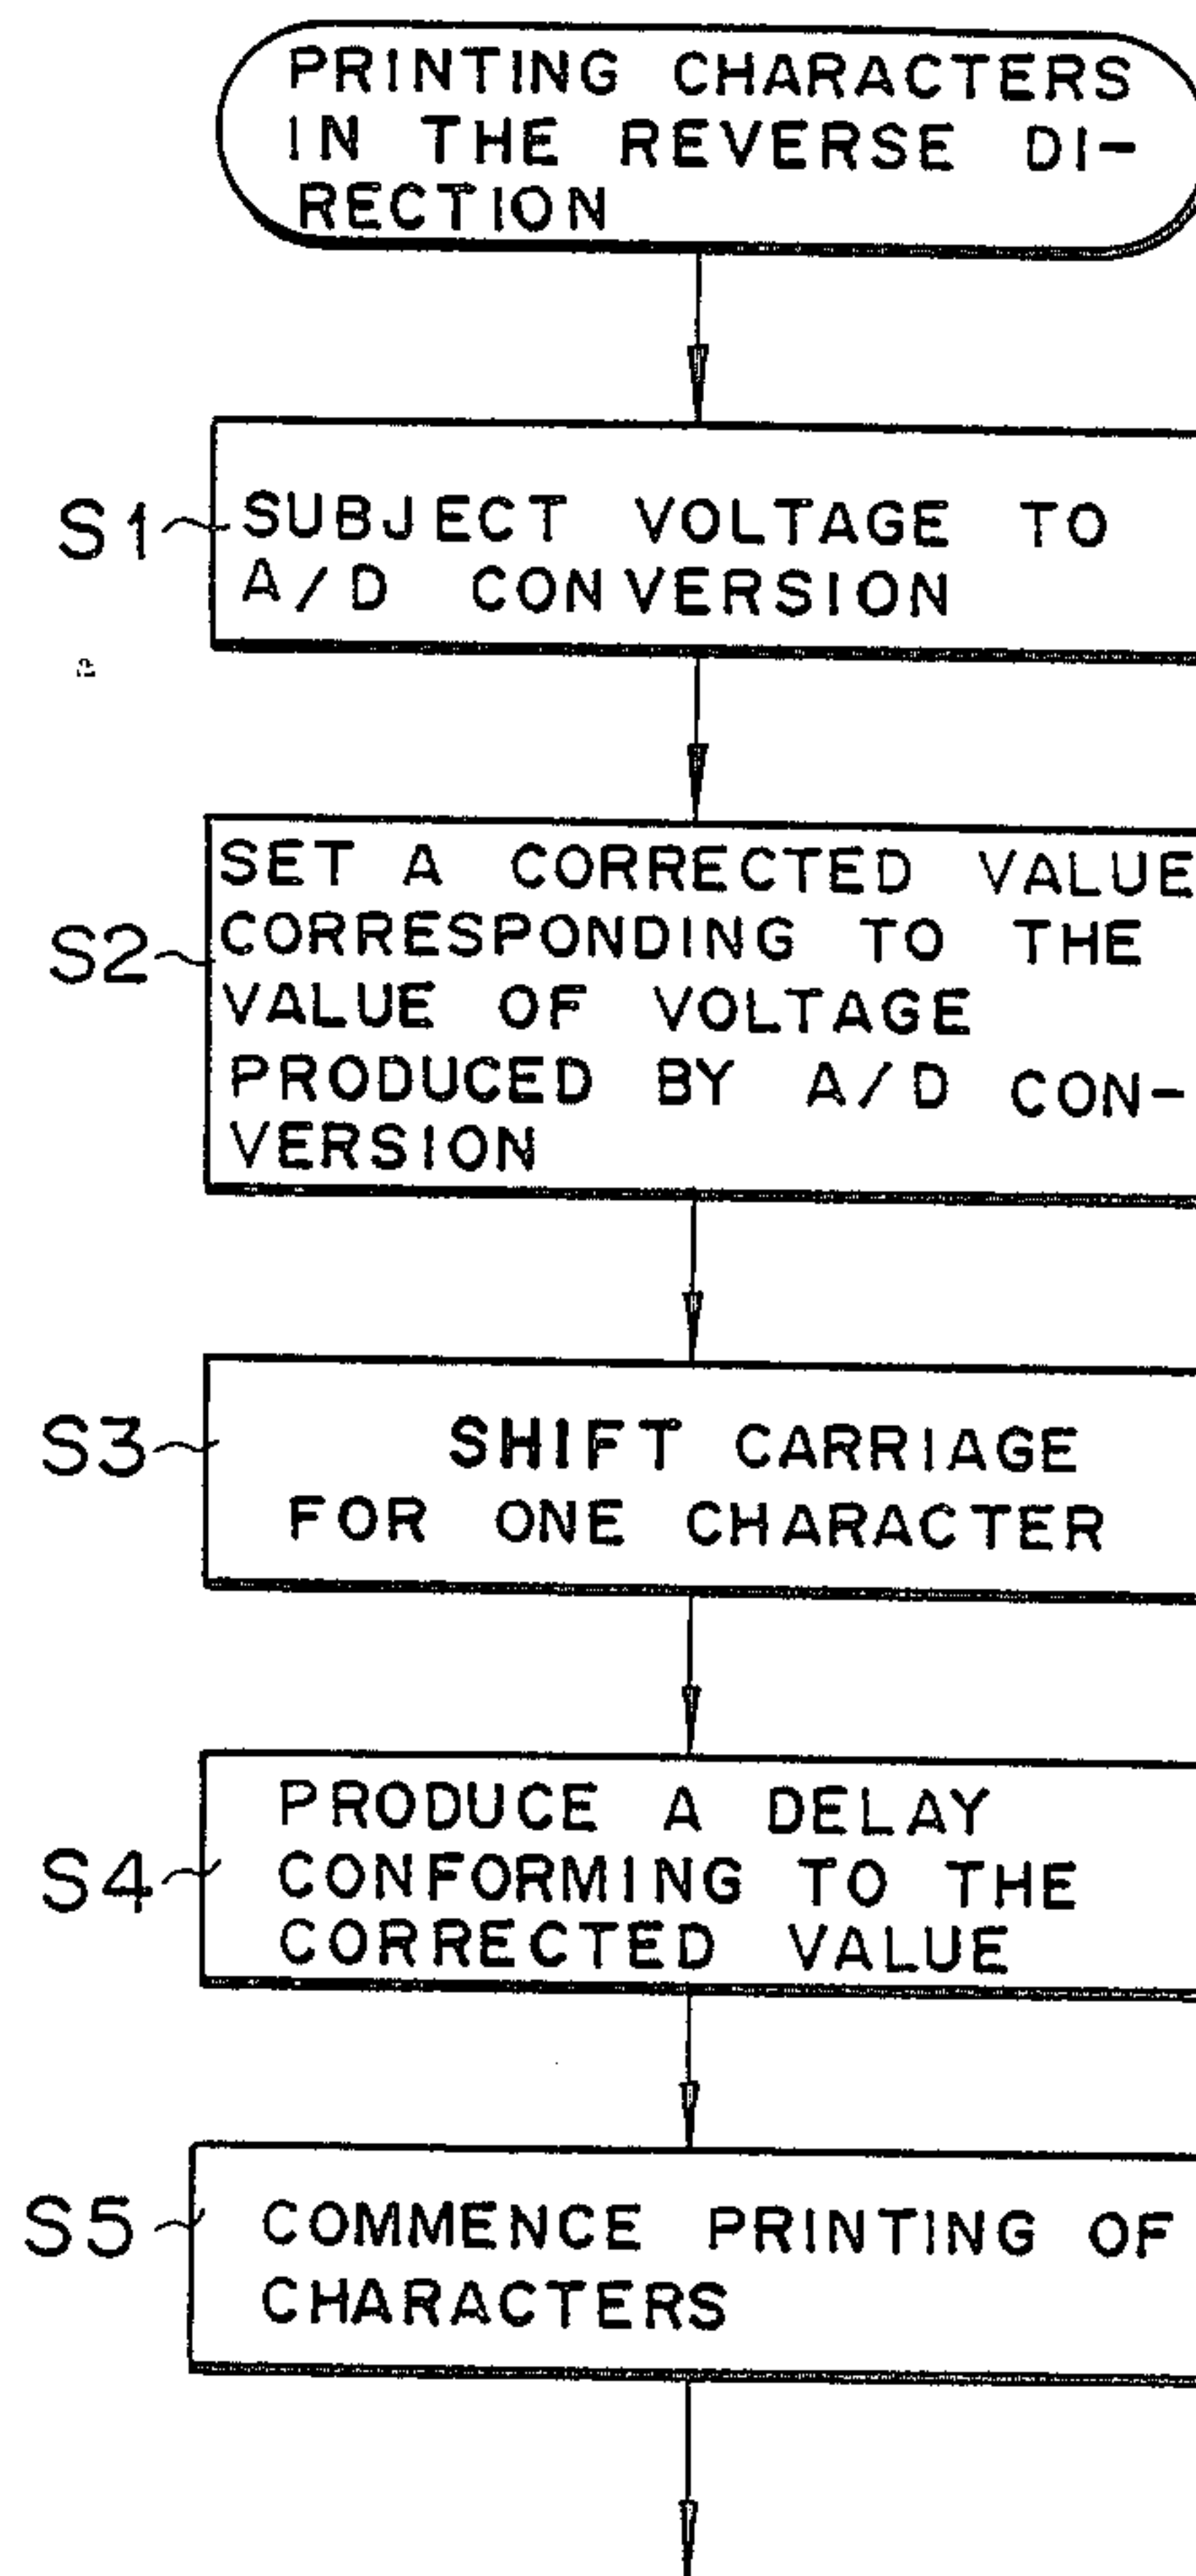 PRINTING CHARACTERS
IN THE REVERSE DI-
RECTION
S1
SUBJECT VOLTAGE TO
A/D CONVERSION
S2
SET A CORRECTED VALUE
CORRESPONDING TO THE
VALUE OF VOLTAGE
PRODUCED BY A/D CON-
VERSION
S3
SHIFT CARRIAGE
FOR ONE CHARACTER
S4
PRODUCE A DELAY
CONFORMING TO THE
CORRECTED VALUE
S5
COMMENCE PRINTING OF
CHARACTERS